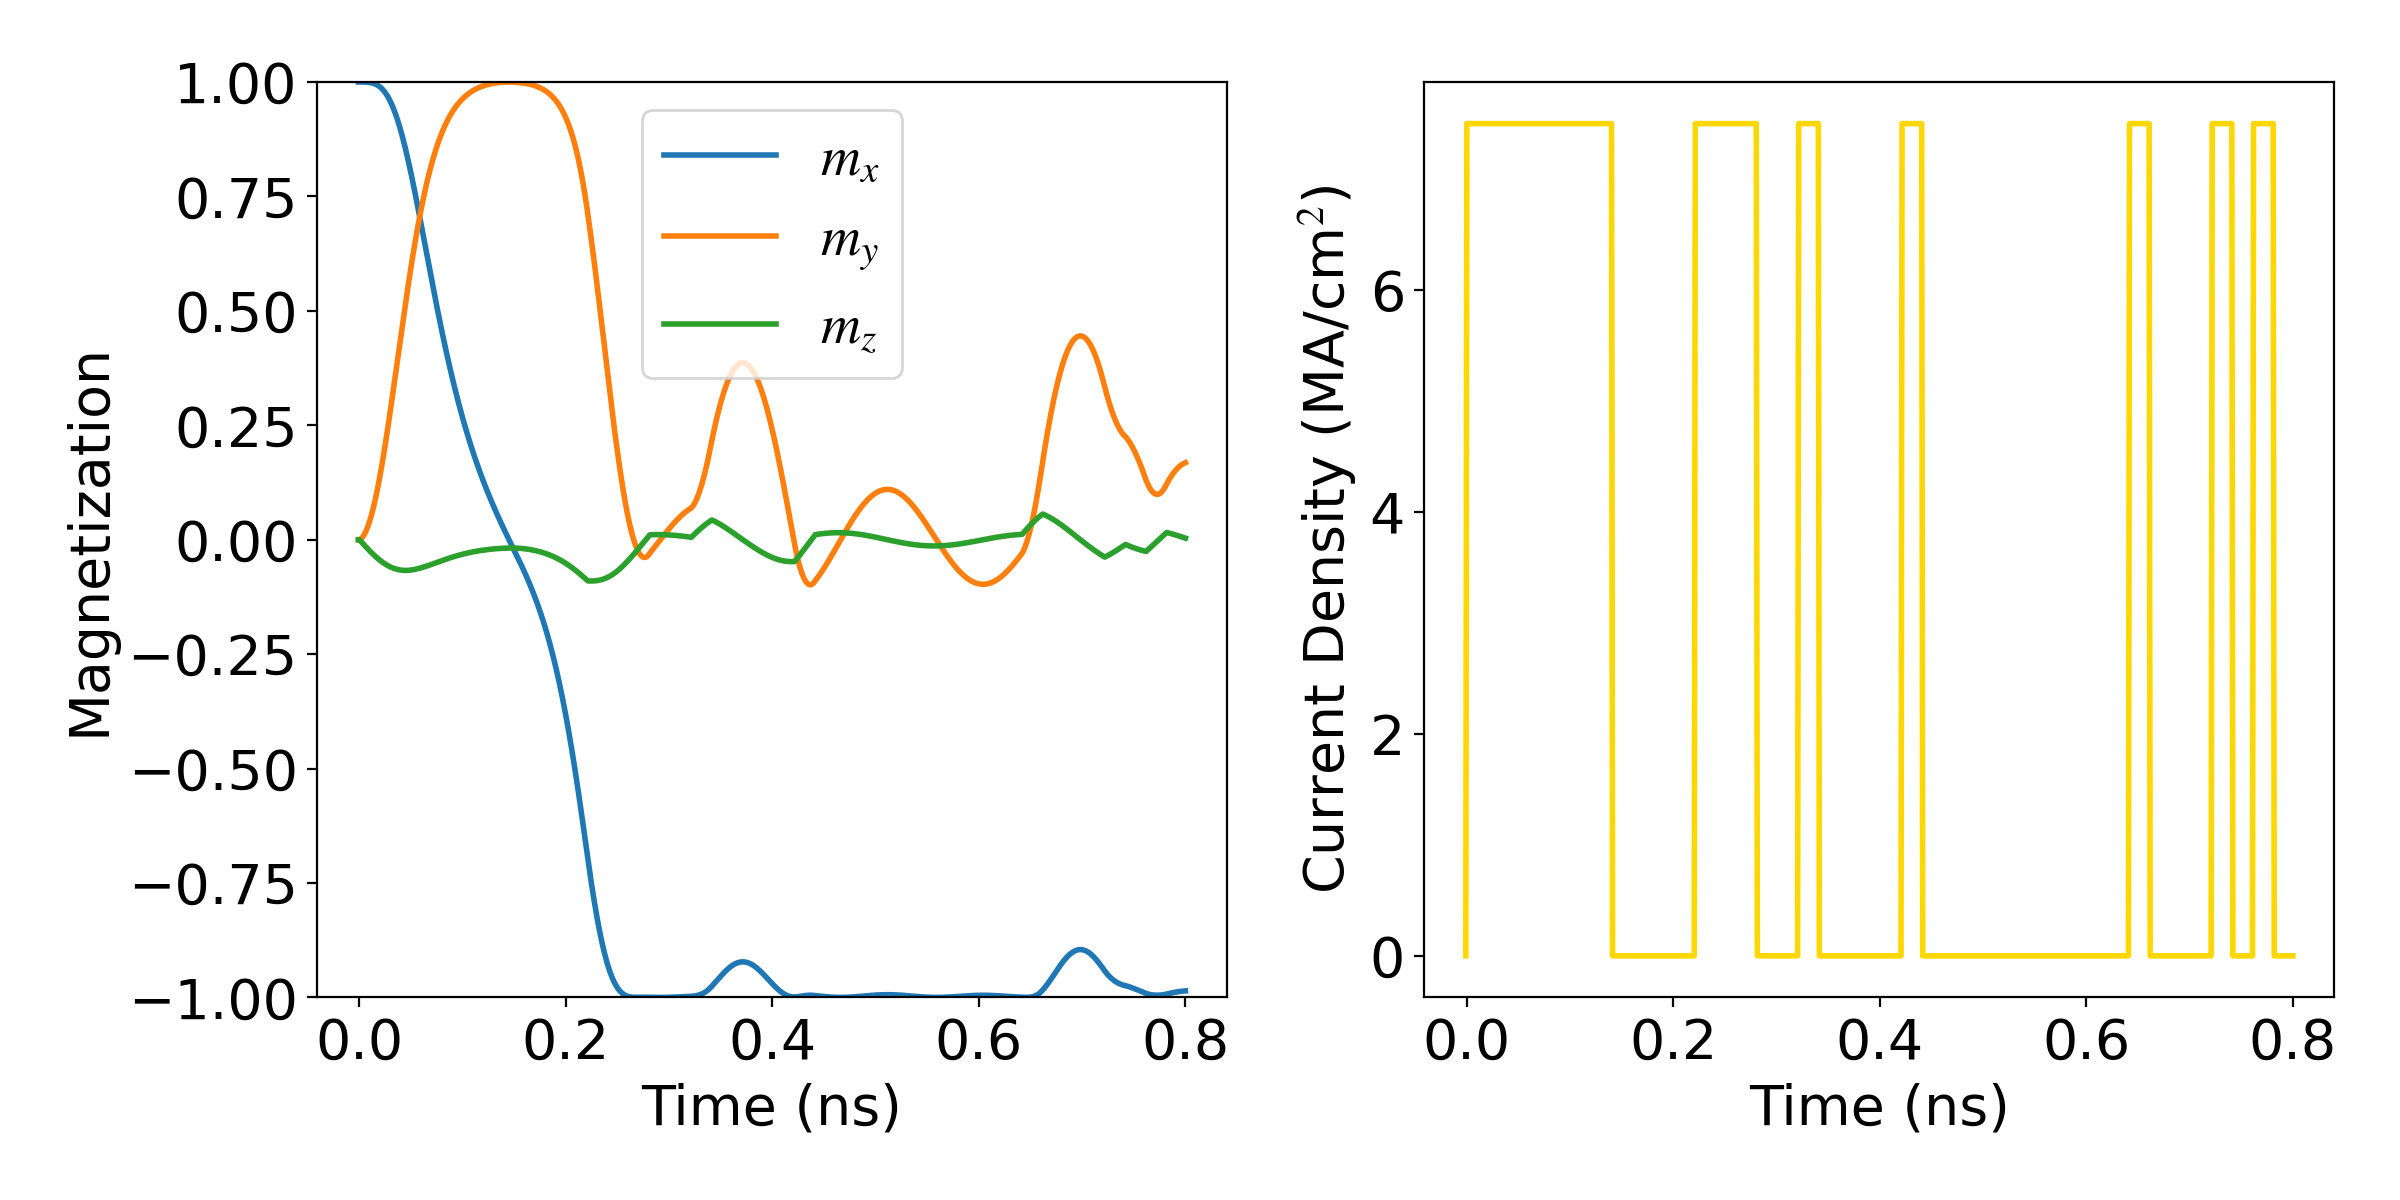 1.00
0.75
0.50
0.25
0.00
−0.25
−0.50
−0.75
−1.00
Magnetization
0.0 0.2 0.4 0.6 0.8
Time (ns)
m_x
m_y
m_z
6
4
2
0
Current Density (MA/cm²)
0.0 0.2 0.4 0.6 0.8
Time (ns)